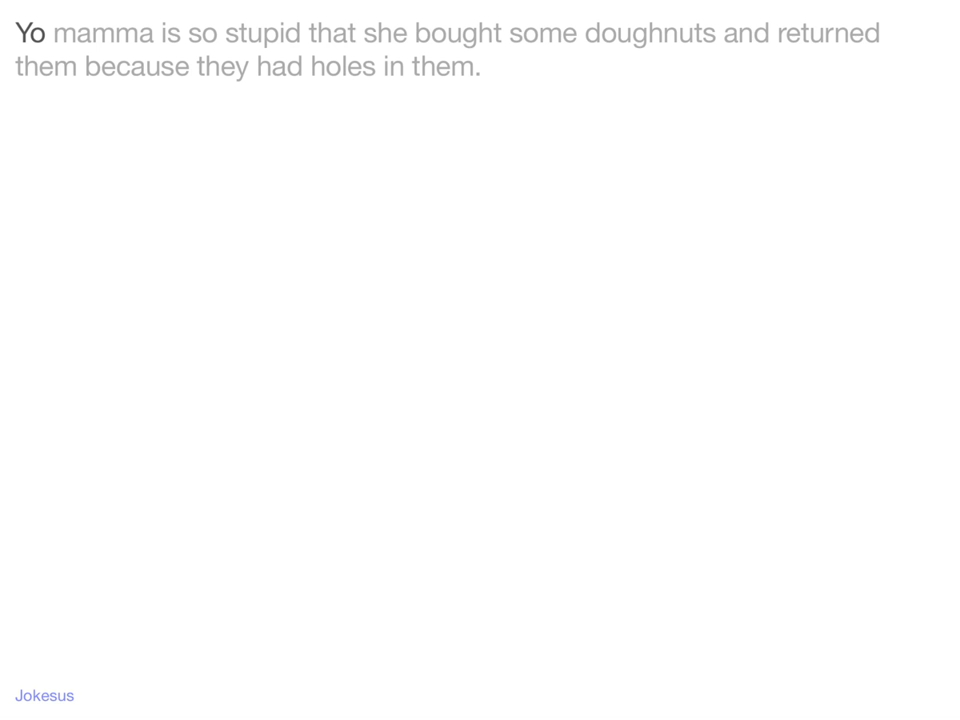 Yo mamma is so stupid that she bought some doughnuts and returned
them because they had holes in them.
Jokesus